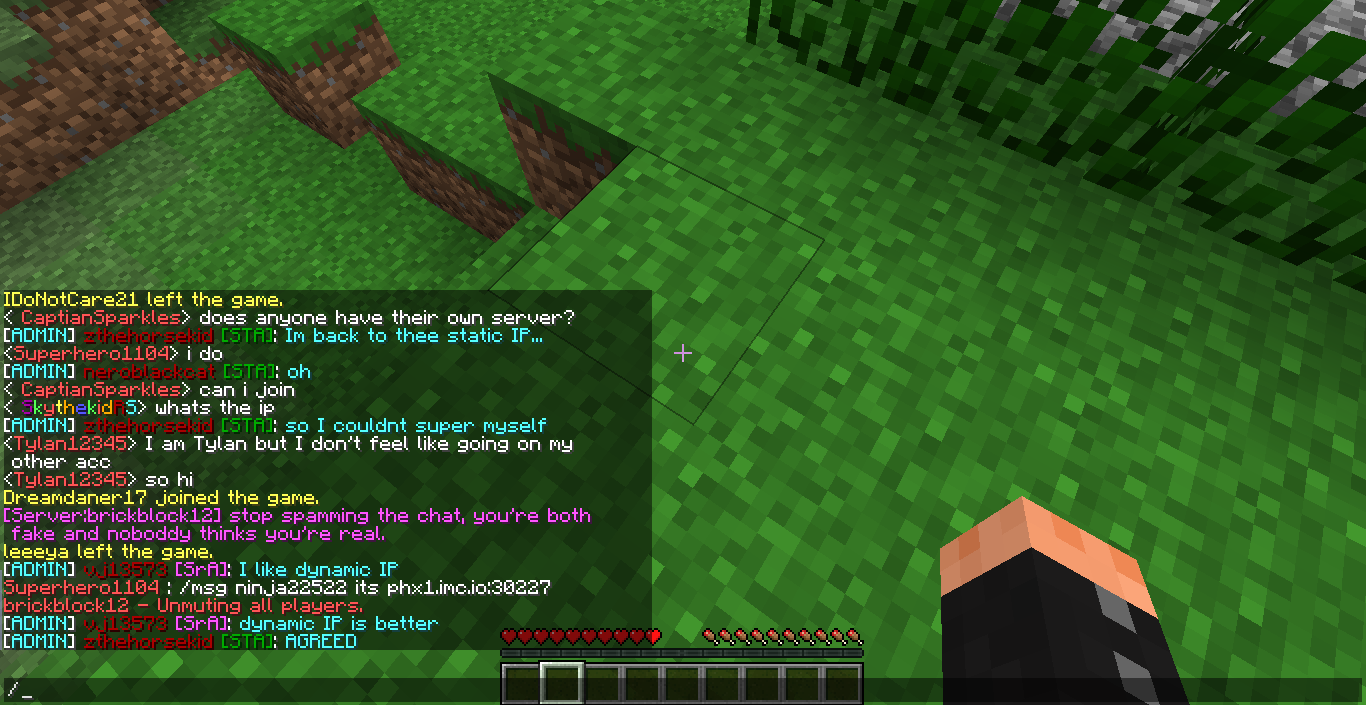 IDoNotCare21 left the game.
< CaptianSparkles> does anyone have their own server?
[ADMIN] zthehorsekid [STA]: Im back to thee static IP...
<Superhero1104> i do
[ADMIN] neroblackcat [STA]: oh
< CaptianSparkles> can i join
< SkythekidRS> whats the ip
[ADMIN] zthehorsekid [STA]: so I couldnt super myself
<Tylan12345> I am Tylan but I don't feel like going on my
other acc
<Tylan12345> so hi
Dreamdaner17 joined the game.
[Server:brickblock12] stop spamming the chat, you're both
fake and noboddy thinks you're real.
leeeya left the game.
[ADMIN] vj13573 [SrA]: I like dynamic IP
Superhero1104 : /msg ninja22522 its phx1.imc.io:30227
brickblock12 - Unmuting all players.
[ADMIN] vj13573 [SrA]: dynamic IP is better
[ADMIN] zthehorsekid [STA]: AGREED
/_